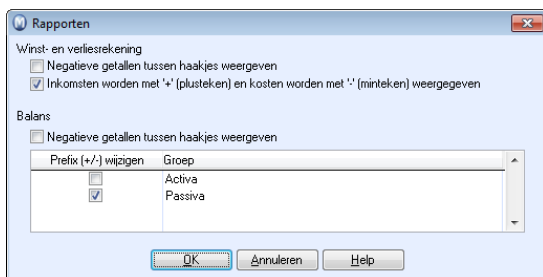 Rapporten
Winst- en verliesrekening
Negatieve getallen tussen haakjes weergeven
Inkomsten worden met '+' (plusteken) en kosten worden met '-' (minteken) weergegeven
Balans
Negatieve getallen tussen haakjes weergeven
Prefix (+/-) wijzigen Groep
Activa
Passiva
OK Annuleren Help